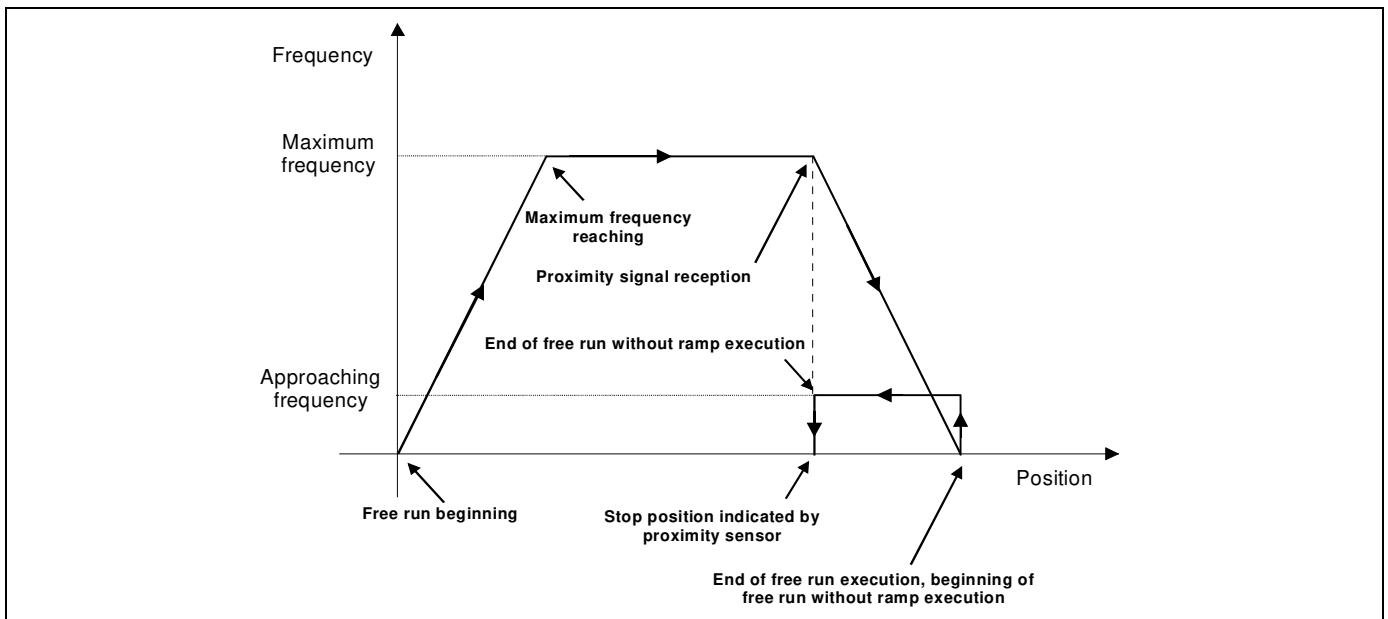 Frequency
Maximum
frequency
Maximum frequency
reaching
Proximity signal reception
End of free run without ramp execution
Approaching
frequency
Position
Free run beginning
Stop position indicated by
proximity sensor
End of free run execution, beginning of
free run without ramp execution